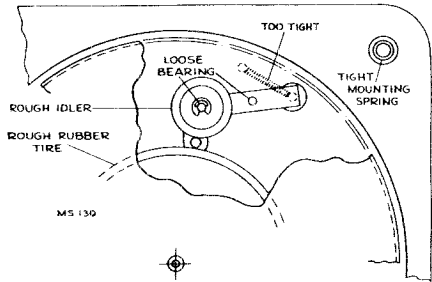 TOO TIGHT
LOOSE
BEARING
TIGHT
MOUNTING
SPRING
ROUGH IDLER
ROUGH RUBBER
TIRE
MS 139